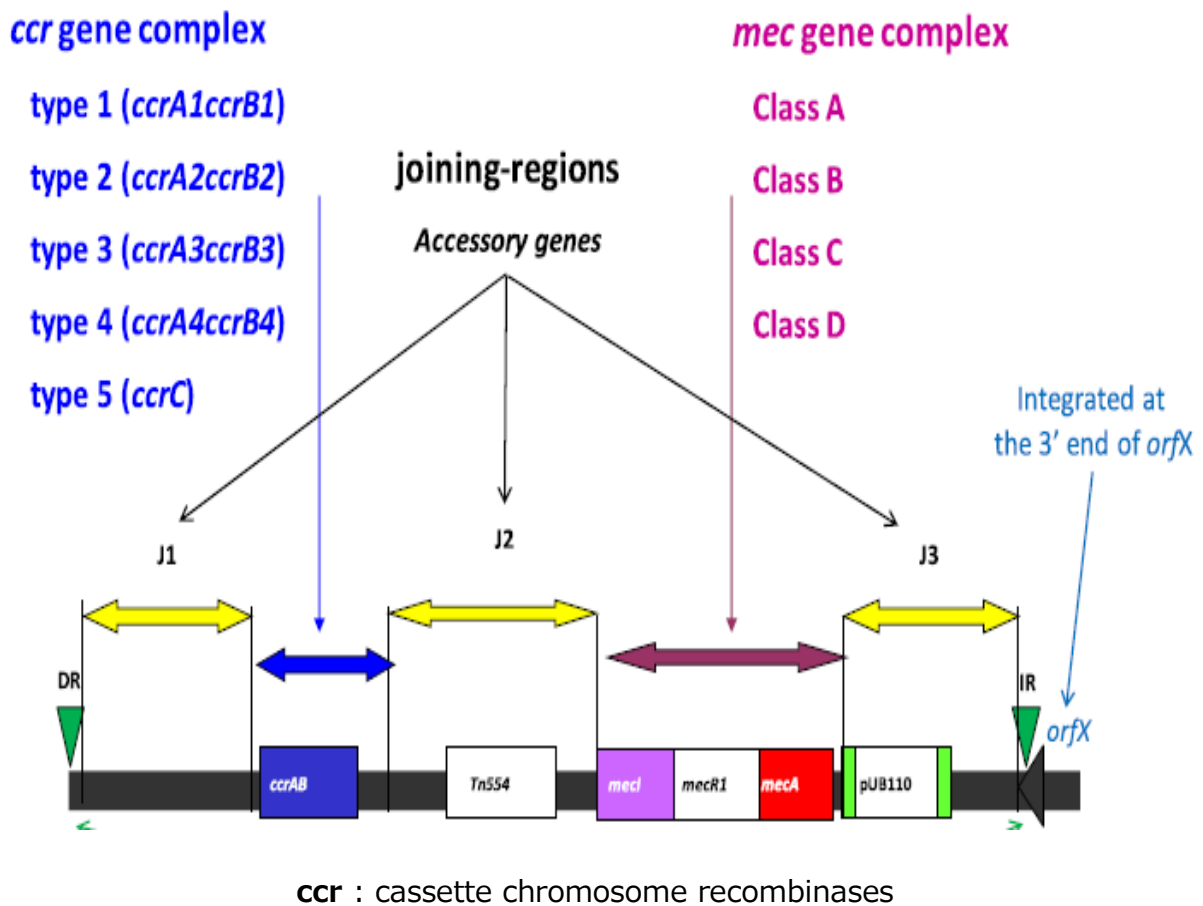 ccr gene complex
type 1 (ccrA1ccrB1)
type 2 (ccrA2ccrB2)
type 3 (ccrA3ccrB3)
type 4 (ccrA4ccrB4)
type 5 (ccrC)
joining-regions
Accessory genes
mec gene complex
Class A
Class B
Class C
Class D
Integrated at
the 3' end of orfX
J1
J2
J3
DR
IR
orfX
ccrAB
Tn554
mecI
mecR1
mecA
pUB110
ccr : cassette chromosome recombinases